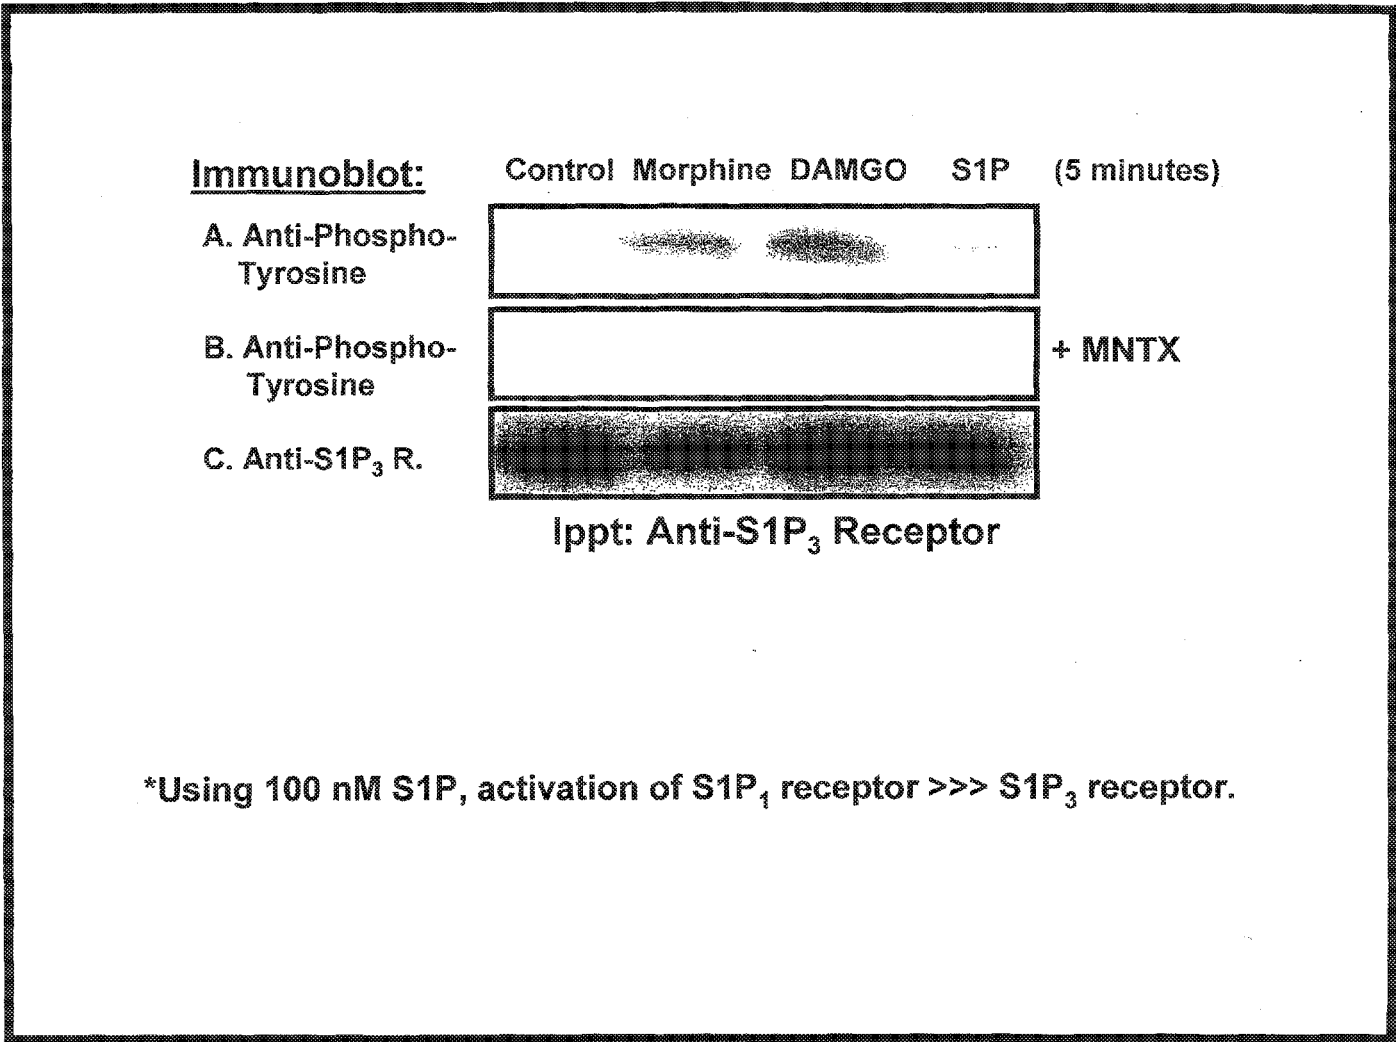 Immunoblot: Control Morphine DAMGO S1P (5 minutes)
A. Anti-Phospho-
Tyrosine
B. Anti-Phospho-
Tyrosine
+ MNTX
C. Anti-S1P₃ R.
Ippt: Anti-S1P₃ Receptor
*Using 100 nM S1P, activation of S1P₁ receptor >>> S1P₃ receptor.